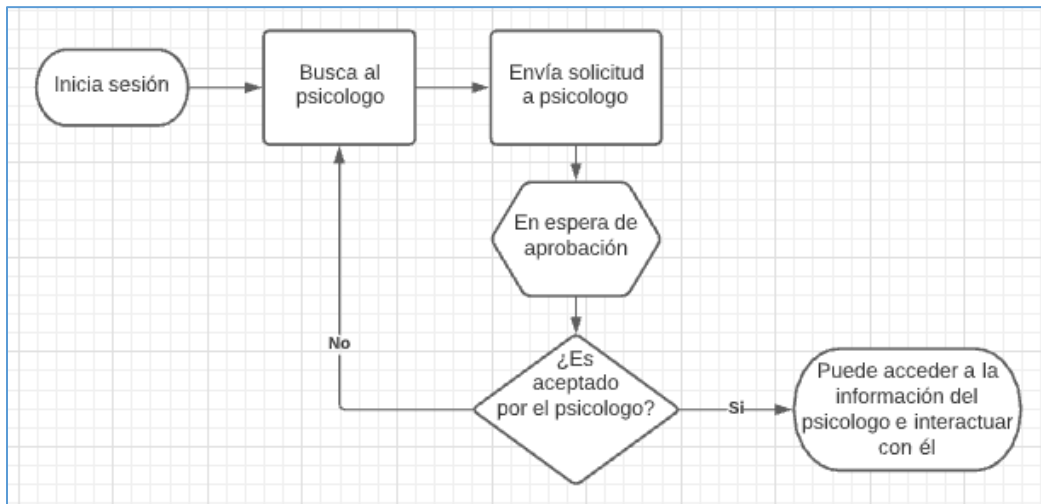 Inicia sesión
Busca al
psicologo
Envía solicitud
a psicologo
En espera de
aprobación
¿Es
aceptado
por el psicologo?
No
Si
Puede acceder a la
información del
psicologo e interactuar
con él